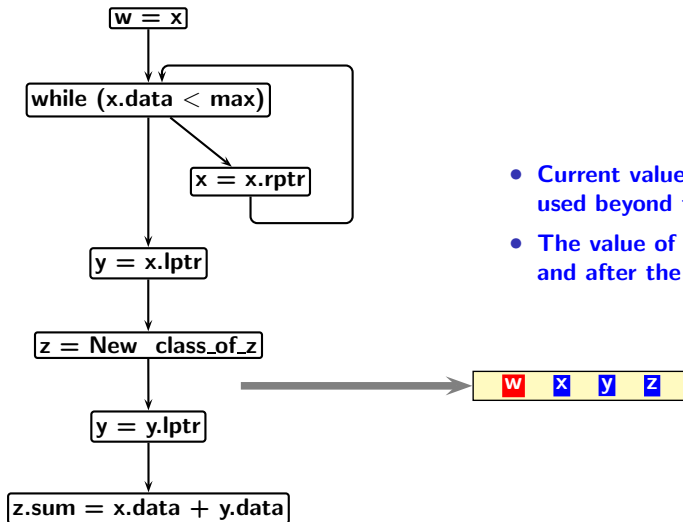 w = x
while (x.data < max)
x = x.rptr
y = x.lptr
z = New class_of_z
y = y.lptr
z.sum = x.data + y.data
• Current value
used beyond
• The value of
and after the
w x y z